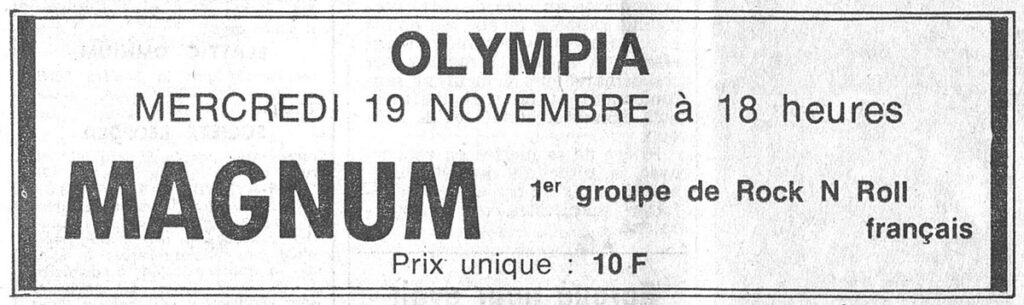 OLYMPIA
MERCREDI 19 NOVEMBRE à 18 heures
MAGNUM 1er groupe de Rock N Roll
français
Prix unique : 10 F